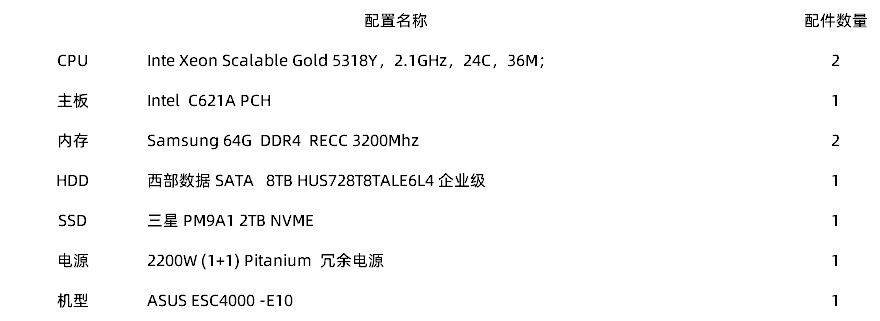 配置名称 配件数量
CPU Inte Xeon Scalable Gold 5318Y，2.1GHz，24C，36M； 2
主板 Intel C621A PCH 1
内存 Samsung 64G DDR4 RECC 3200Mhz 2
HDD 西部数据 SATA 8TB HUS728T8TALE6L4 企业级 1
SSD 三星 PM9A1 2TB NVME 1
电源 2200W (1+1) Pitanium 冗余电源 1
机型 ASUS ESC4000 -E10 1